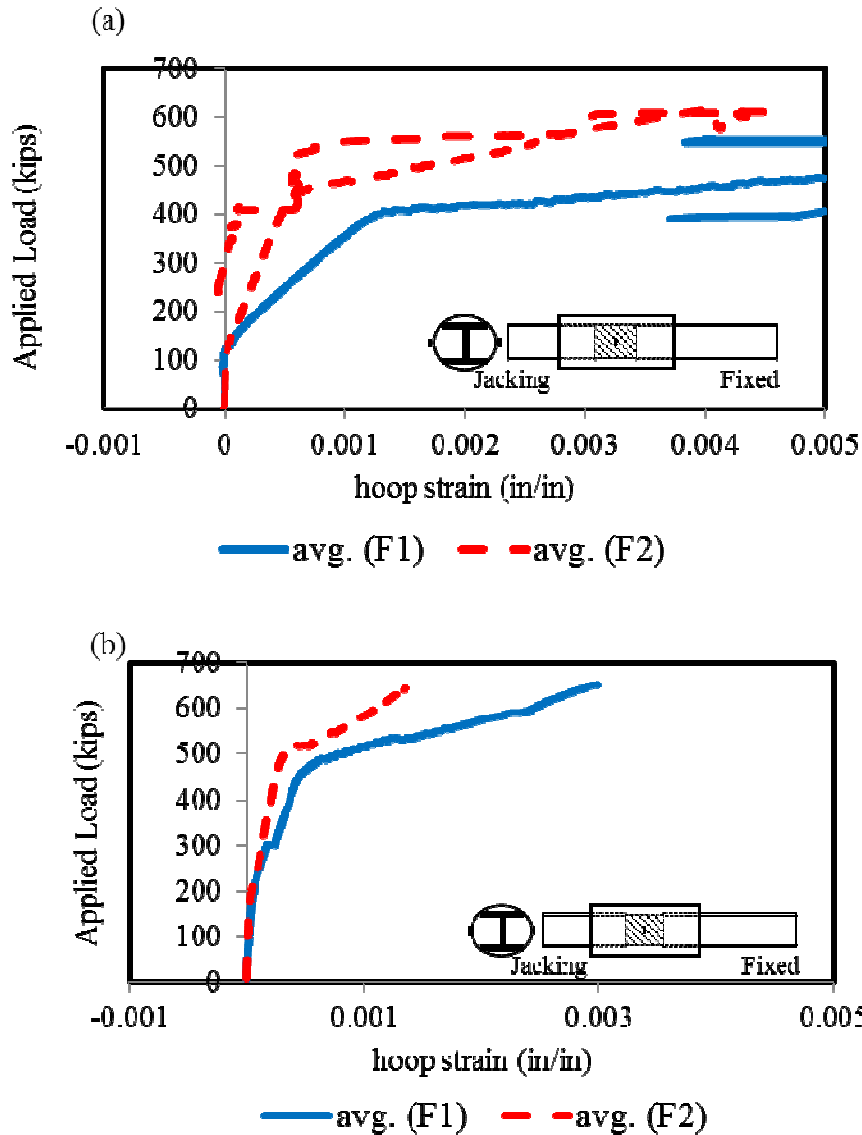 (a)
700
600
500
400
300
200
100
0
Applied Load (kips)
Jacking
Fixed
-0.001
0
0.001
0.002
0.003
0.004
0.005
hoop strain (in/in)
avg. (F1)
avg. (F2)
(b)
700
600
500
400
300
200
100
0
Applied Load (kips)
Jacking
Fixed
-0.001
0.001
0.003
0.005
hoop strain (in/in)
avg. (F1)
avg. (F2)